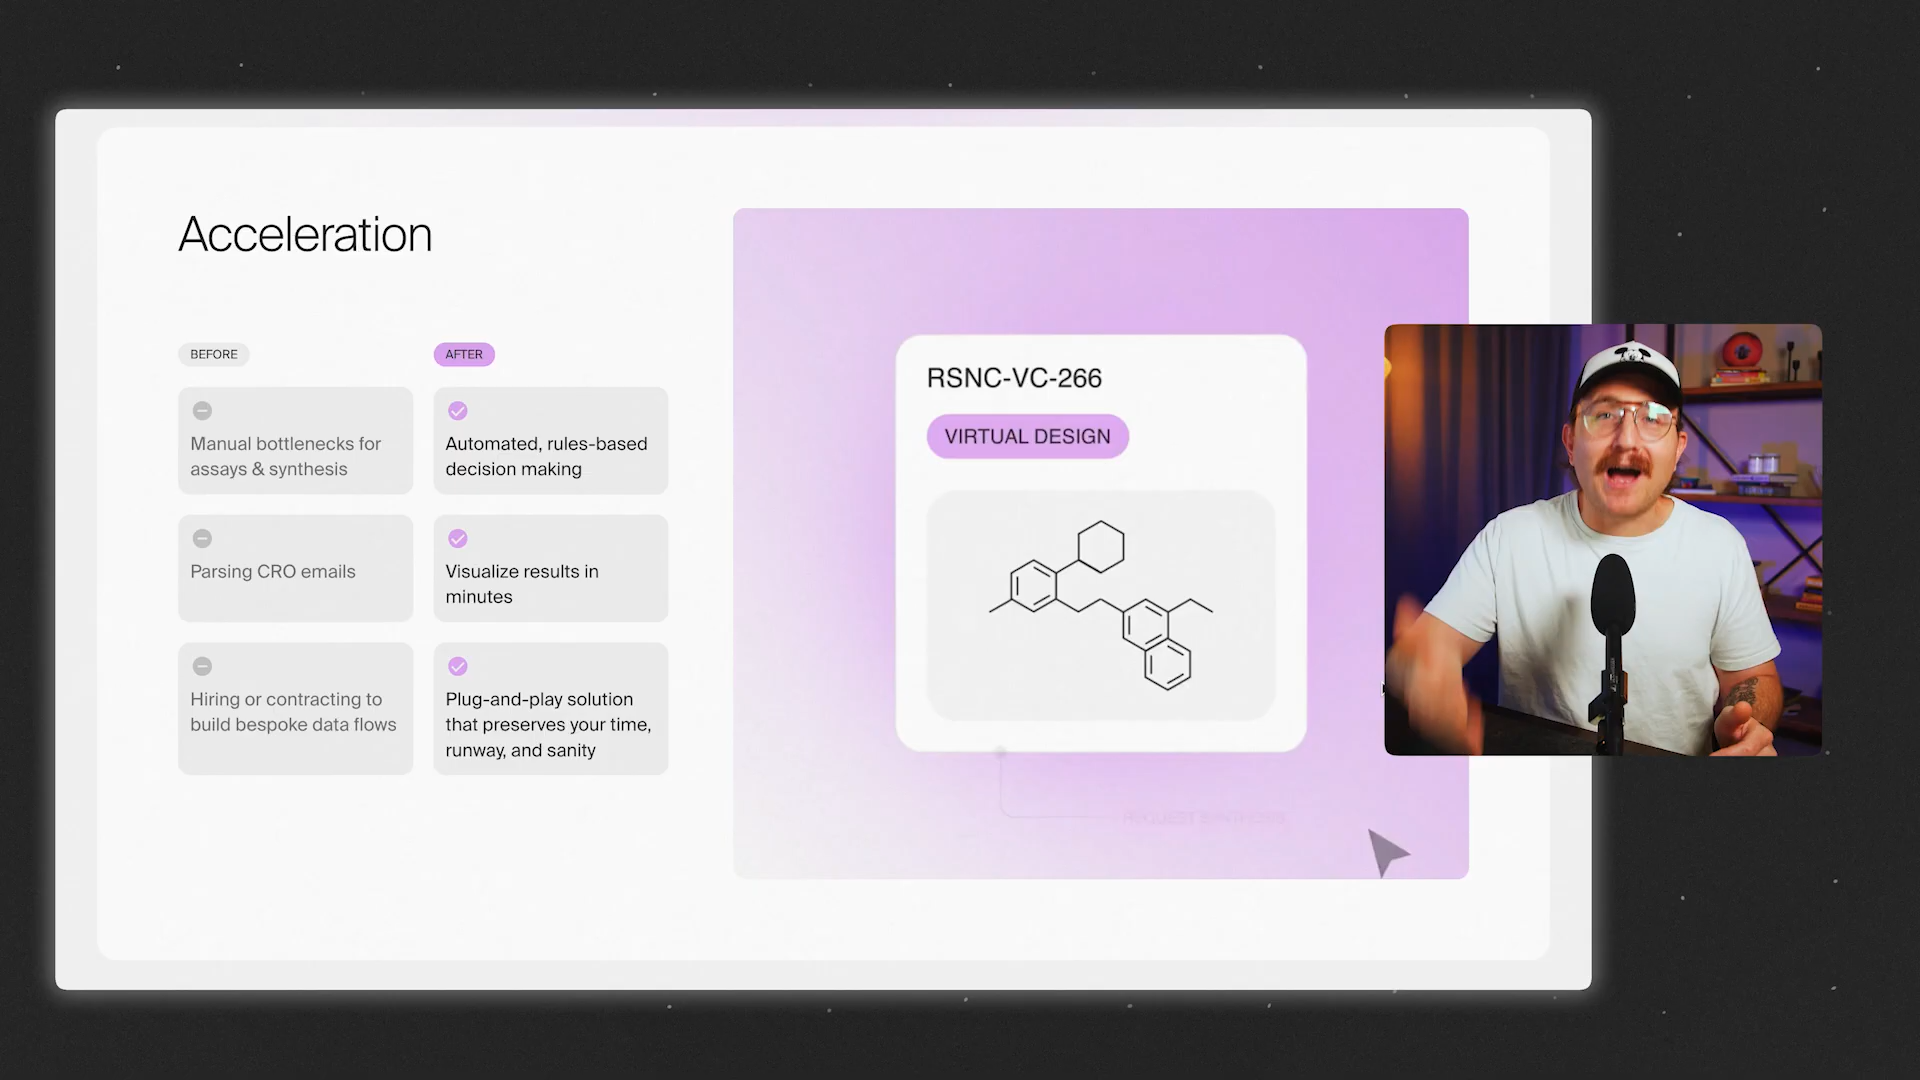 Acceleration
BEFORE
AFTER
Manual bottlenecks for
assays & synthesis
Automated, rules-based
decision making
Parsing CRO emails
Visualize results in
minutes
Hiring or contracting to
build bespoke data flows
Plug-and-play solution
that preserves your time,
runway, and sanity
RSNC-VC-266
VIRTUAL DESIGN
REQUEST SYNTHESIS